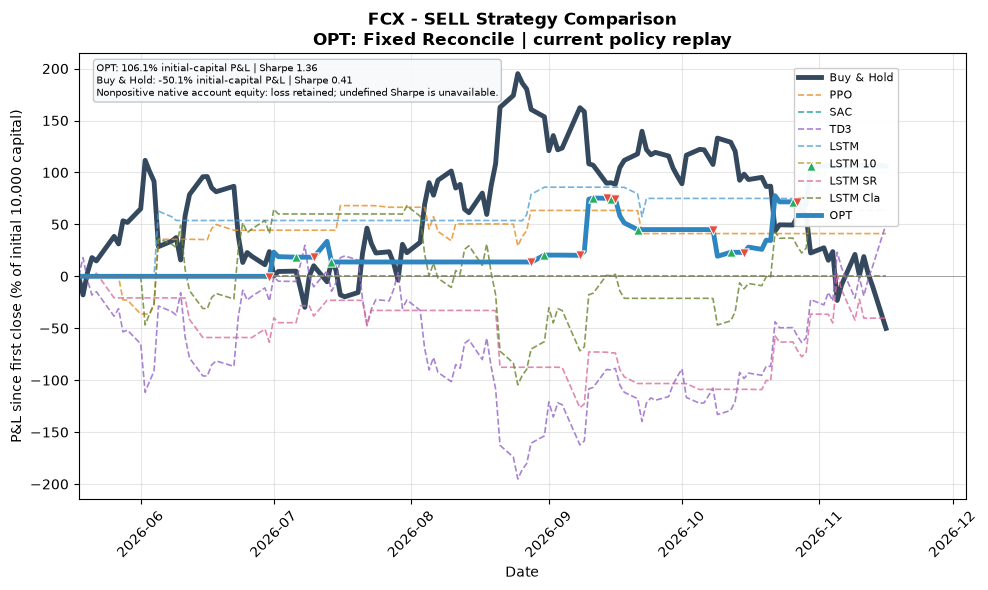 FCX - SELL Strategy Comparison
OPT: Fixed Reconcile | current policy replay
OPT: 106.1% initial-capital P&L | Sharpe 1.36
Buy & Hold: -50.1% initial-capital P&L | Sharpe 0.41
Nonpositive native account equity: loss retained; undefined Sharpe is unavailable.
Buy & Hold
PPO
SAC
TD3
LSTM
LSTM 10
LSTM SR
LSTM Cla
OPT
P&L since first close (% of initial 10,000 capital)
200
150
100
50
0
−50
−100
−150
−200
2026-06
2026-07
2026-08
2026-09
2026-10
2026-11
2026-12
Date